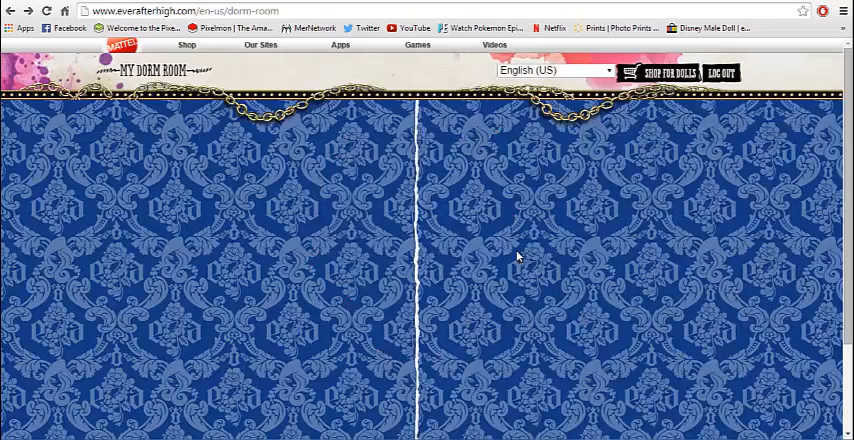 www.everafterhigh.com/en-us/dorm-room
Apps Facebook Welcome to the Pixe... Pixelmon | The Ama... MerNetwork Twitter YouTube Watch Pokemon Epi... Netflix Prints | Photo Prints ... Disney Male Doll | e... »
MATTEL Shop Our Sites Apps Games Videos
MY DORM ROOM English (US) SHOP FOR DOLLS LOG OUT